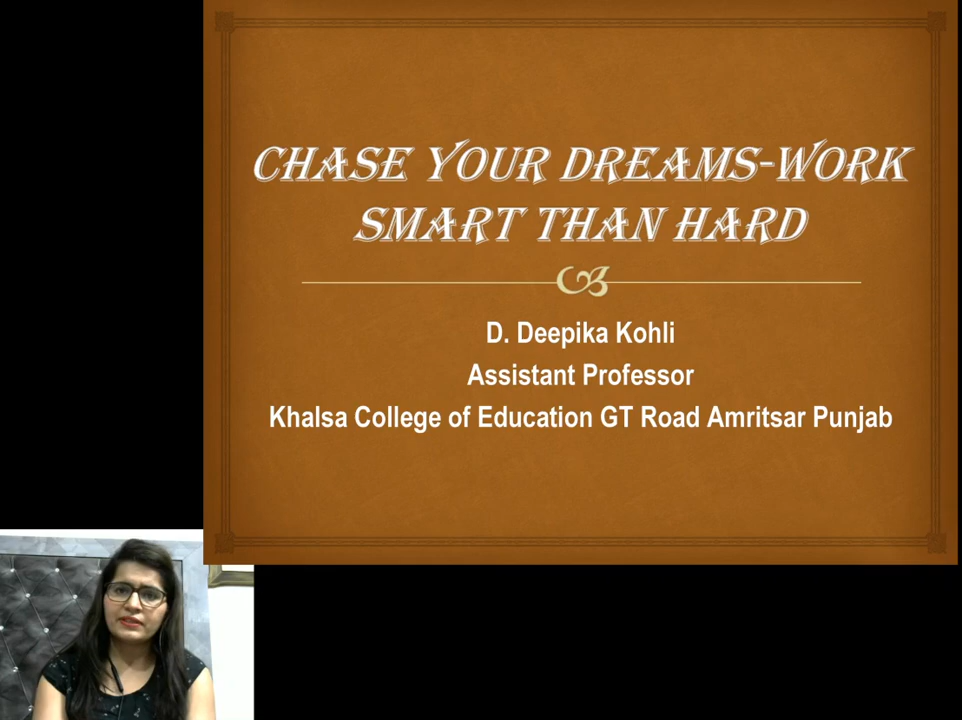 CHASE YOUR DREAMS-WORK
SMART THAN HARD
D. Deepika Kohli
Assistant Professor
Khalsa College of Education GT Road Amritsar Punjab